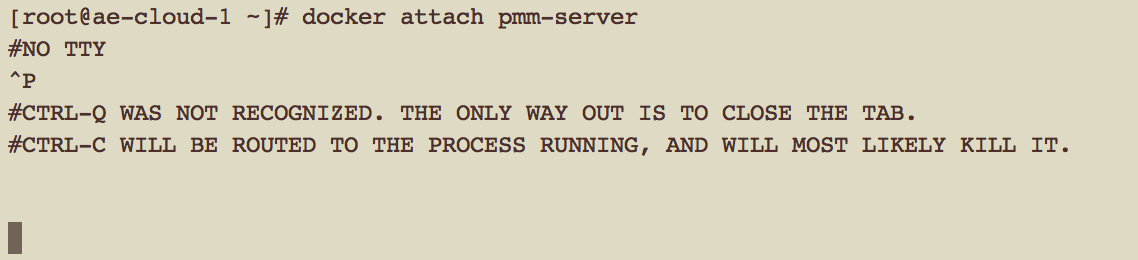 [root@ae-cloud-1 ~]# docker attach pmm-server
#NO TTY
^P
#CTRL-Q WAS NOT RECOGNIZED. THE ONLY WAY OUT IS TO CLOSE THE TAB.
#CTRL-C WILL BE ROUTED TO THE PROCESS RUNNING, AND WILL MOST LIKELY KILL IT.